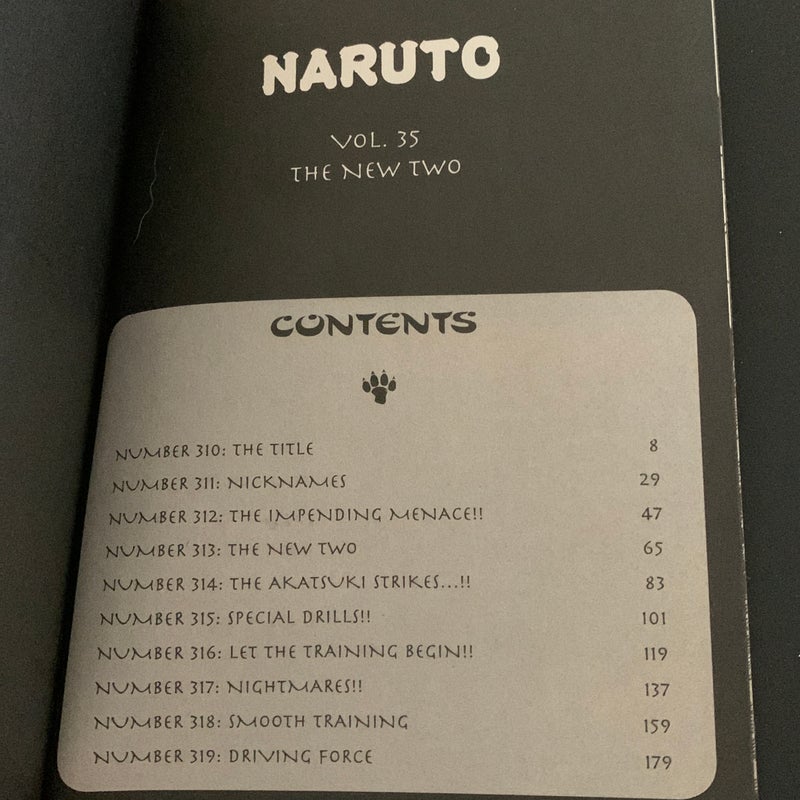 NARUTO
VOL. 35
THE NEW TWO
CONTENTS
NUMBER 310: THE TITLE 8
NUMBER 311: NICKNAMES 29
NUMBER 312: THE IMPENDING MENACE!! 47
NUMBER 313: THE NEW TWO 65
NUMBER 314: THE AKATSUKI STRIKES...!! 83
NUMBER 315: SPECIAL DRILLS!! 101
NUMBER 316: LET THE TRAINING BEGIN!! 119
NUMBER 317: NIGHTMARES!! 137
NUMBER 318: SMOOTH TRAINING 159
NUMBER 319: DRIVING FORCE 179